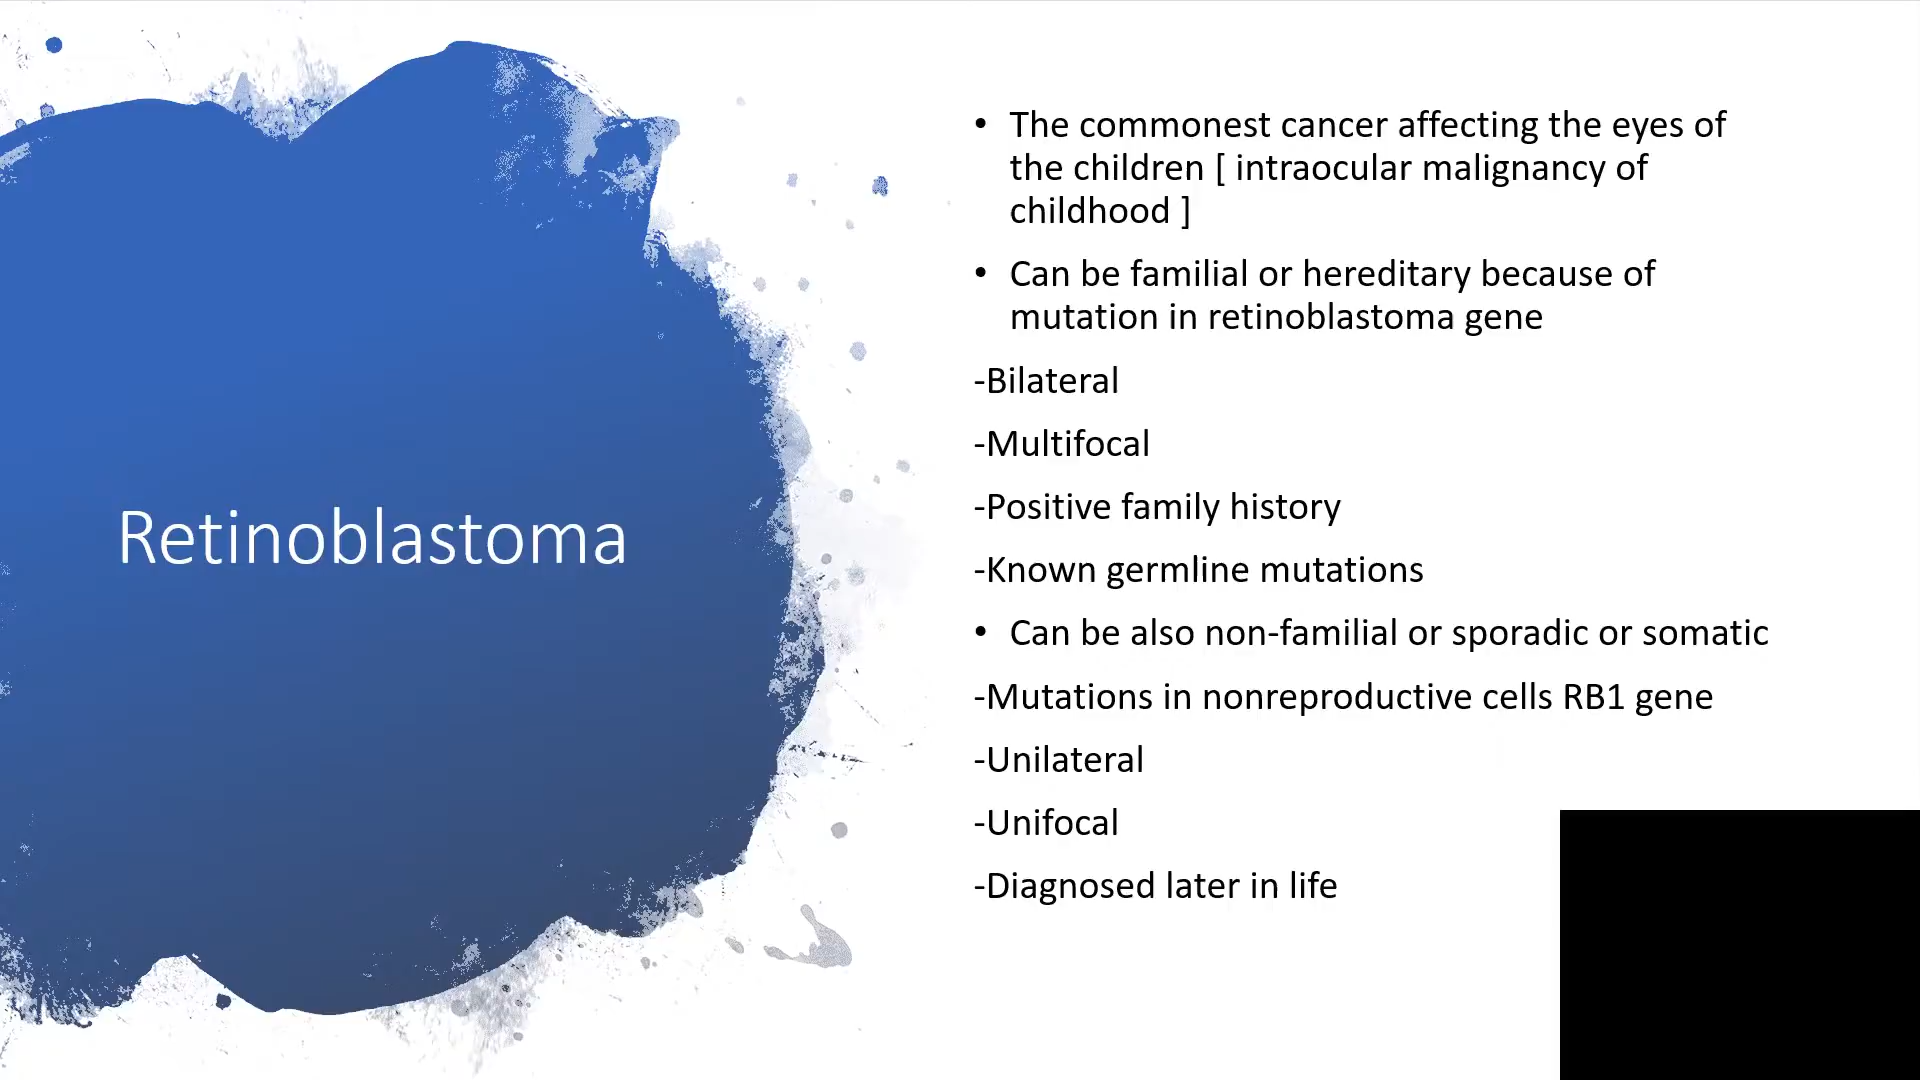 Retinoblastoma
• The commonest cancer affecting the eyes of
the children [ intraocular malignancy of
childhood ]
• Can be familial or hereditary because of
mutation in retinoblastoma gene
-Bilateral
-Multifocal
-Positive family history
-Known germline mutations
• Can be also non-familial or sporadic or somatic
-Mutations in nonreproductive cells RB1 gene
-Unilateral
-Unifocal
-Diagnosed later in life